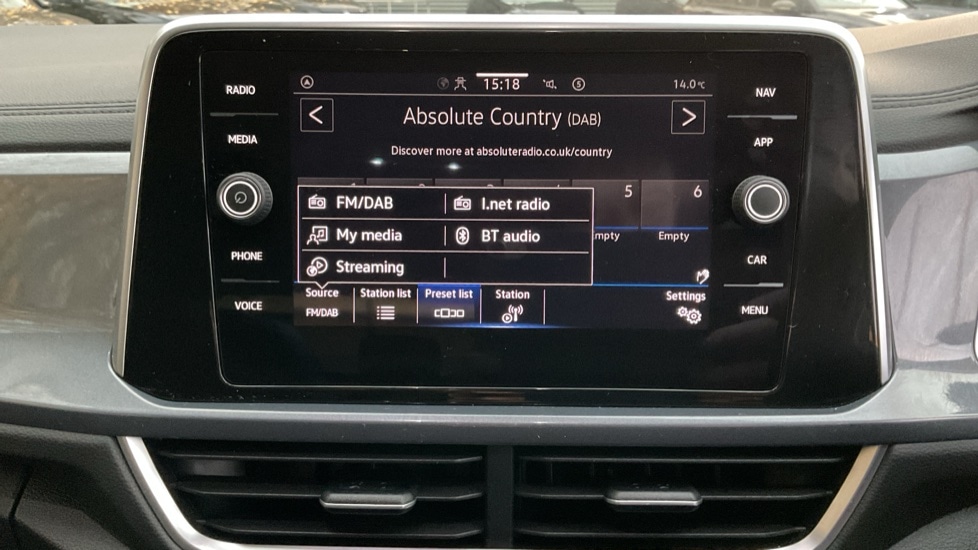 RADIO
MEDIA
PHONE
VOICE
15:18
5
14.0°C
< Absolute Country (DAB) >
Discover more at absoluteradio.co.uk/country
5 6
Empty
FM/DAB I.net radio
My media BT audio
Streaming
Source Station list Preset list Station Settings
FM/DAB
NAV
APP
CAR
MENU